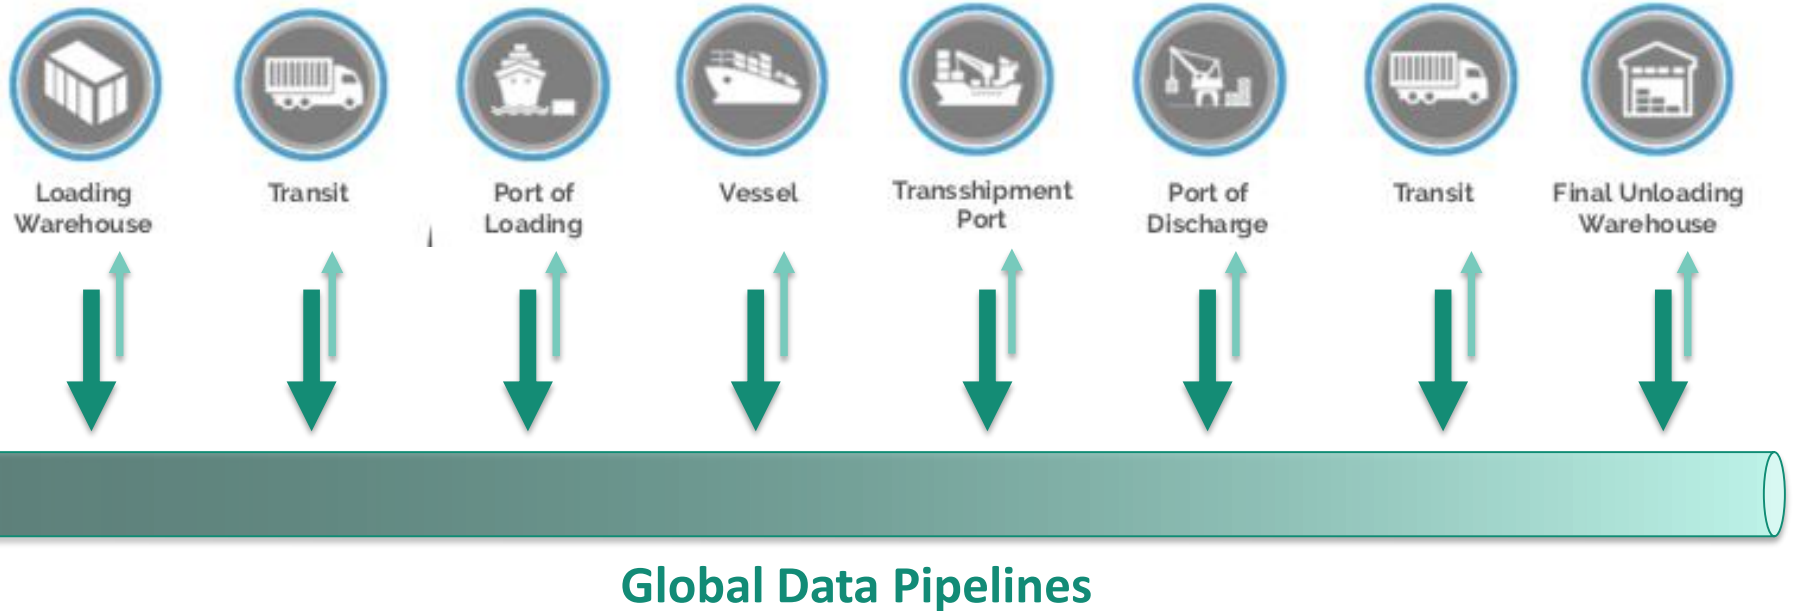 Loading
Warehouse
Transit
Port of
Loading
Vessel
Transshipment
Port
Port of
Discharge
Transit
Final Unloading
Warehouse
Global Data Pipelines